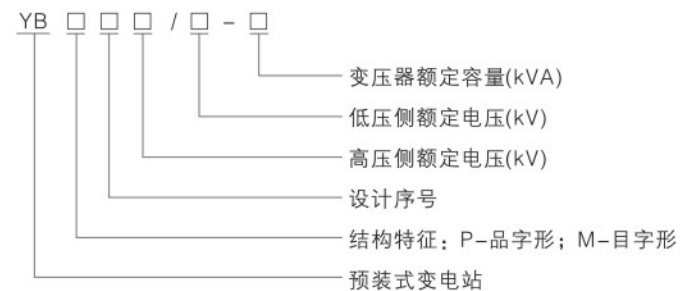 YB □ □ □ / □ - □
变压器额定容量(kVA)
低压侧额定电压(kV)
高压侧额定电压(kV)
设计序号
结构特征：P-品字形；M-目字形
预装式变电站